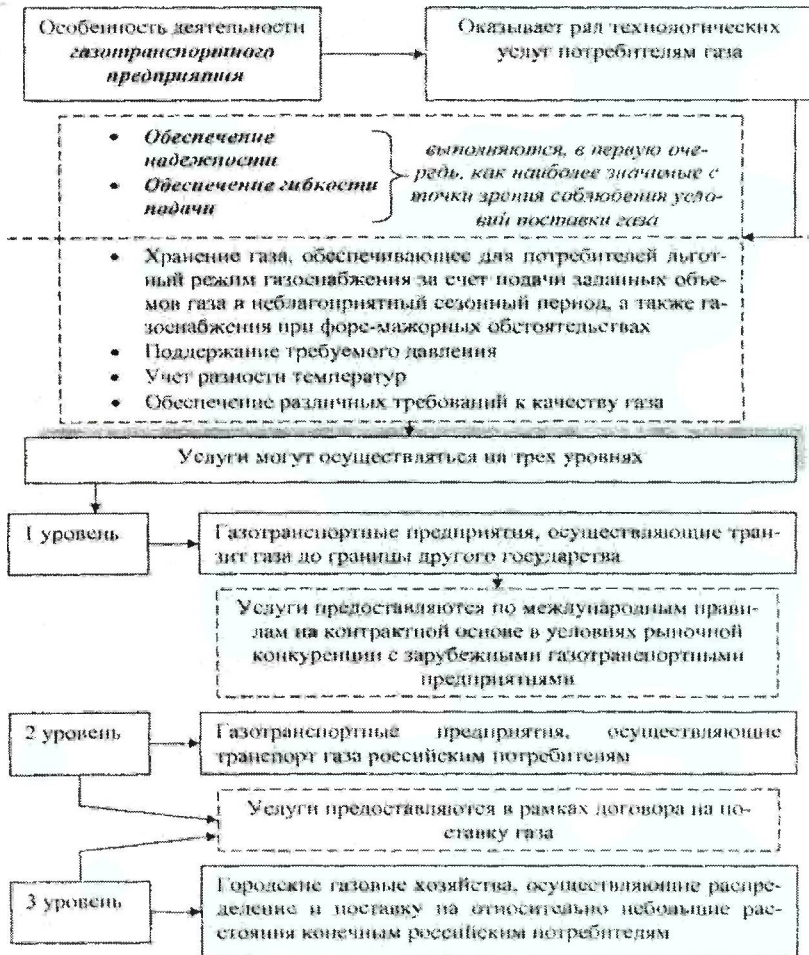 Особенность деятельности
газотранспортного
предприятия
Оказывает ряд технологических
услуг потребителям газа
• Обеспечение
надежности
• Обеспечение гибкости
подачи
выполняются, в первую оче-
редь, как наиболее значимые с
точки зрения соблюдения усло-
вий поставки газа
• Хранение газа, обеспечивающее для потребителей льгот-
ный режим газоснабжения за счет подачи заданных объе-
мов газа в неблагоприятный сезонный период, а также га-
зоснабжения при форс-мажорных обстоятельствах
• Поддержание требуемого давления
• Учет разности температур
• Обеспечение различных требований к качеству газа
Услуги могут осуществляться на трех уровнях
1 уровень
Газотранспортные предприятия, осуществляющие тран-
зит газа до границы другого государства
Услуги предоставляются по международным прави-
лам на контрактной основе в условиях рыночной
конкуренции с зарубежными газотранспортными
предприятиями
2 уровень
Газотранспортные предприятия, осуществляющие
транспорт газа российским потребителям
Услуги предоставляются в рамках договора на по-
ставку газа
3 уровень
Городские газовые хозяйства, осуществляющие распре-
деление и поставку на относительно небольшие рас-
стояния конечным российским потребителям